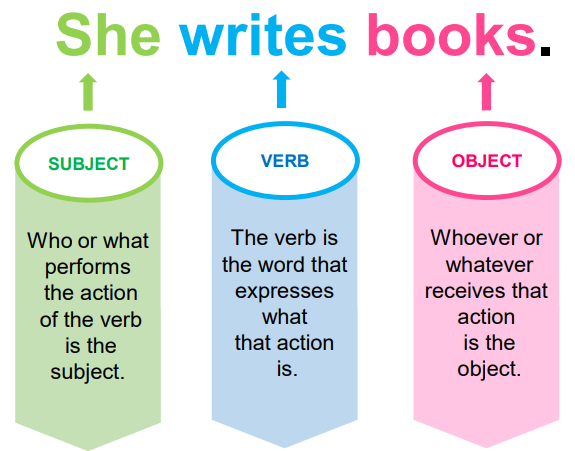 She writes books.
SUBJECT
Who or what
performs
the action
of the verb
is the
subject.
VERB
The verb is
the word that
expresses
what
that action
is.
OBJECT
Whoever or
whatever
receives that
action
is the
object.